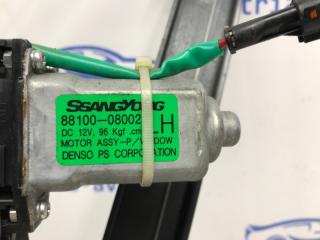 SSANGYONG
88100-08002 LH
DC 12V, 95 Kgf.cm
MOTOR ASSY-P/WINDOW
DENSO PS CORPORATION